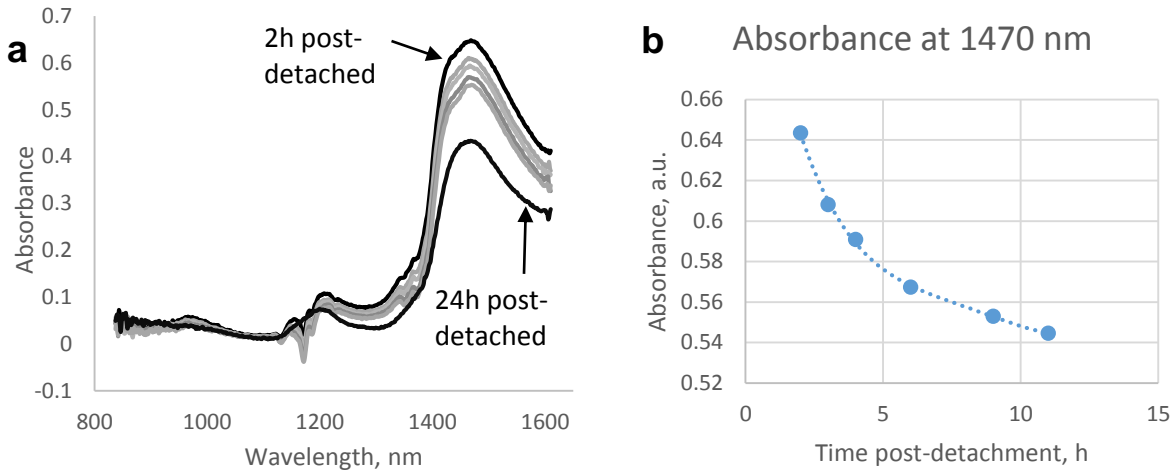 a
0.7
0.6
0.5
0.4
0.3
0.2
0.1
0
-0.1
Absorbance
2h post-
detached
24h post-
detached
800
1000
1200
1400
1600
Wavelength, nm
b
Absorbance at 1470 nm
0.66
0.64
0.62
0.6
0.58
0.56
0.54
0.52
Absorbance, a.u.
0
5
10
15
Time post-detachment, h